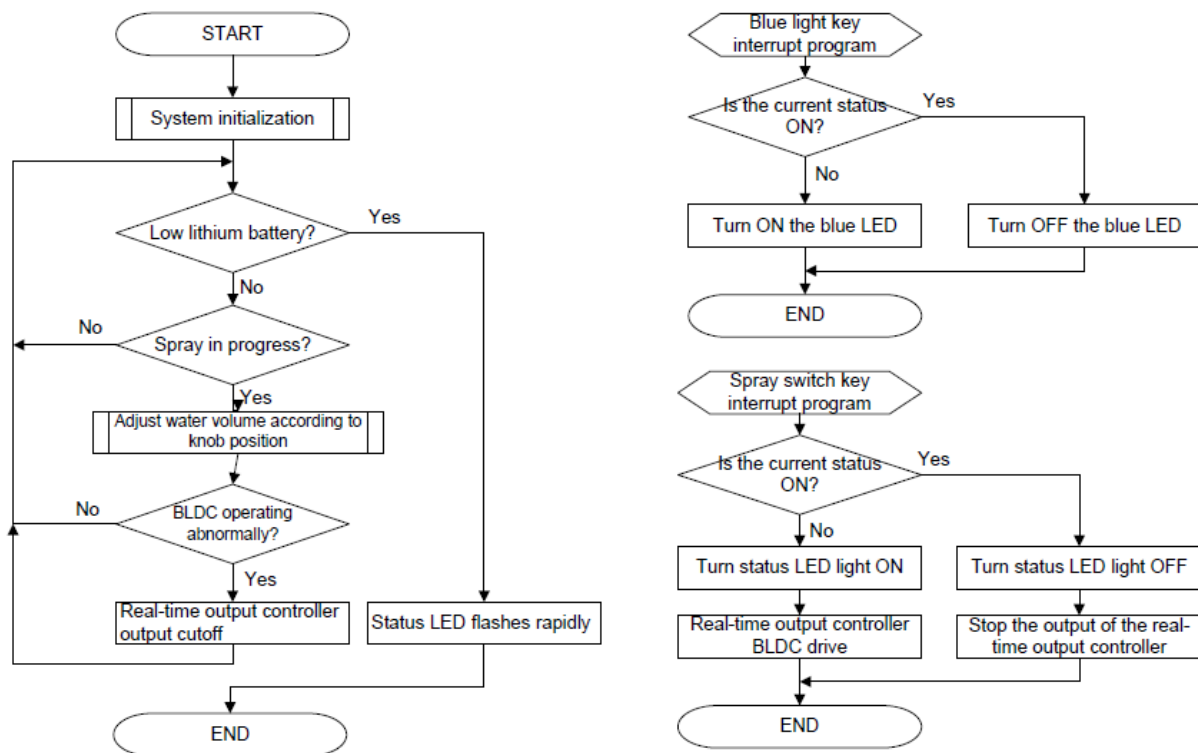 START
System initialization
Low lithium battery?
Yes
No
Spray in progress?
No
Yes
Adjust water volume according to
knob position
BLDC operating
abnormally?
No
Yes
Real-time output controller
output cutoff
Status LED flashes rapidly
END
Blue light key
interrupt program
Is the current status
ON?
Yes
No
Turn ON the blue LED
Turn OFF the blue LED
END
Spray switch key
interrupt program
Is the current status
ON?
Yes
No
Turn status LED light ON
Turn status LED light OFF
Real-time output controller
BLDC drive
Stop the output of the real-
time output controller
END